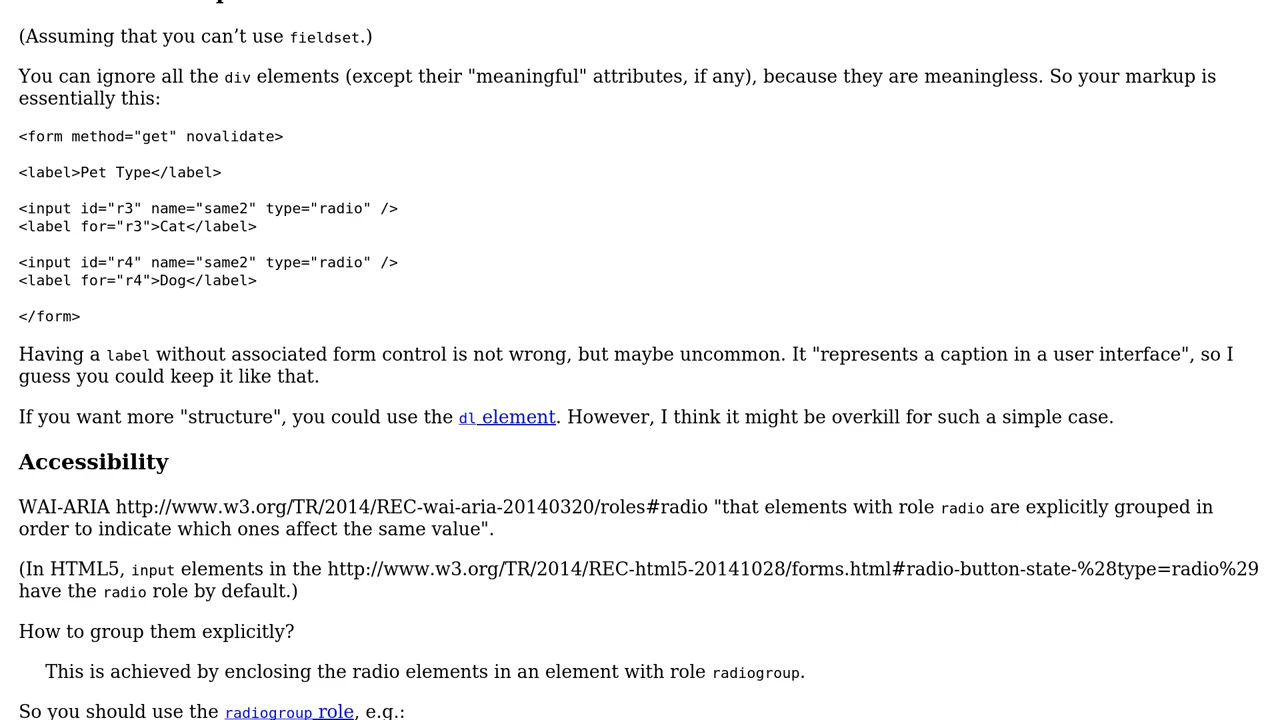 (Assuming that you can’t use fieldset.)
You can ignore all the div elements (except their "meaningful" attributes, if any), because they are meaningless. So your markup is
essentially this:
<form method="get" novalidate>
<label>Pet Type</label>
<input id="r3" name="same2" type="radio" />
<label for="r3">Cat</label>
<input id="r4" name="same2" type="radio" />
<label for="r4">Dog</label>
</form>
Having a label without associated form control is not wrong, but maybe uncommon. It "represents a caption in a user interface", so I
guess you could keep it like that.
If you want more "structure", you could use the dl element. However, I think it might be overkill for such a simple case.
Accessibility
WAI-ARIA http://www.w3.org/TR/2014/REC-wai-aria-20140320/roles#radio "that elements with role radio are explicitly grouped in
order to indicate which ones affect the same value".
(In HTML5, input elements in the http://www.w3.org/TR/2014/REC-html5-20141028/forms.html#radio-button-state-%28type=radio%29
have the radio role by default.)
How to group them explicitly?
This is achieved by enclosing the radio elements in an element with role radiogroup.
So you should use the radiogroup role, e.g.: